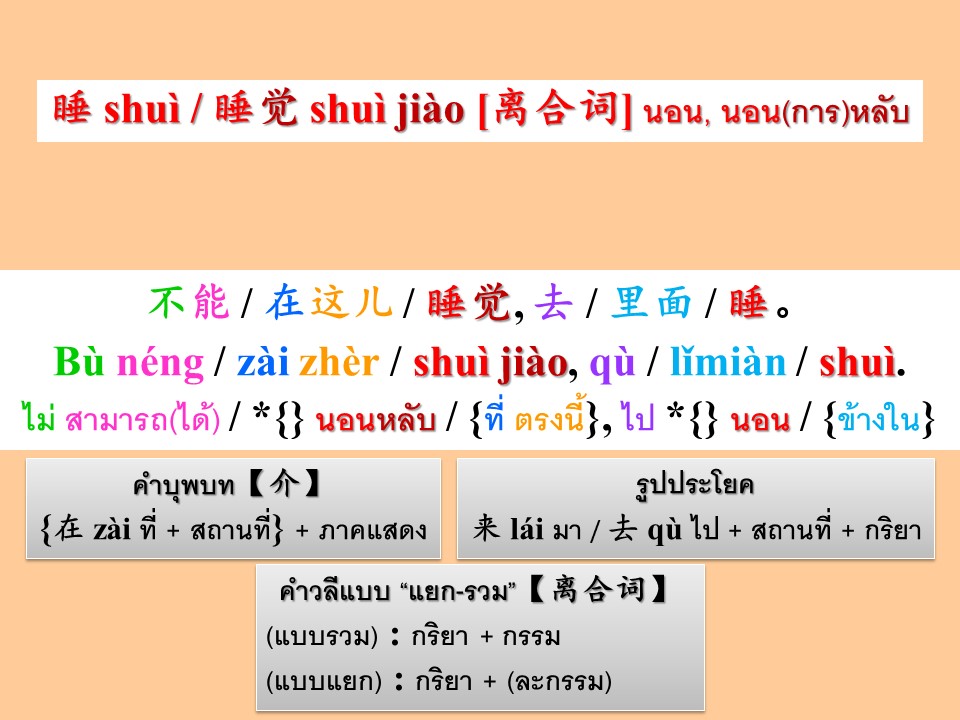 睡 shuì / 睡觉 shuì jiào [离合词] นอน, นอน(การ)หลับ
不能 / 在这儿 / 睡觉, 去 / 里面 / 睡。
Bù néng / zài zhèr / shuì jiào, qù / lǐmiàn / shuì.
ไม่ สามารถ(ได้) / *{} นอนหลับ / {ที่ ตรงนี้}, ไป *{} นอน / {ข้างใน}
คำบุพบท【介】
{在 zài ที่ + สถานที่} + ภาคแสดง
รูปประโยค
来 lái มา / 去 qù ไป + สถานที่ + กริยา
คำวลีแบบ “แยก-รวม”【离合词】
(แบบรวม) : กริยา + กรรม
(แบบแยก) : กริยา + (ละกรรม)